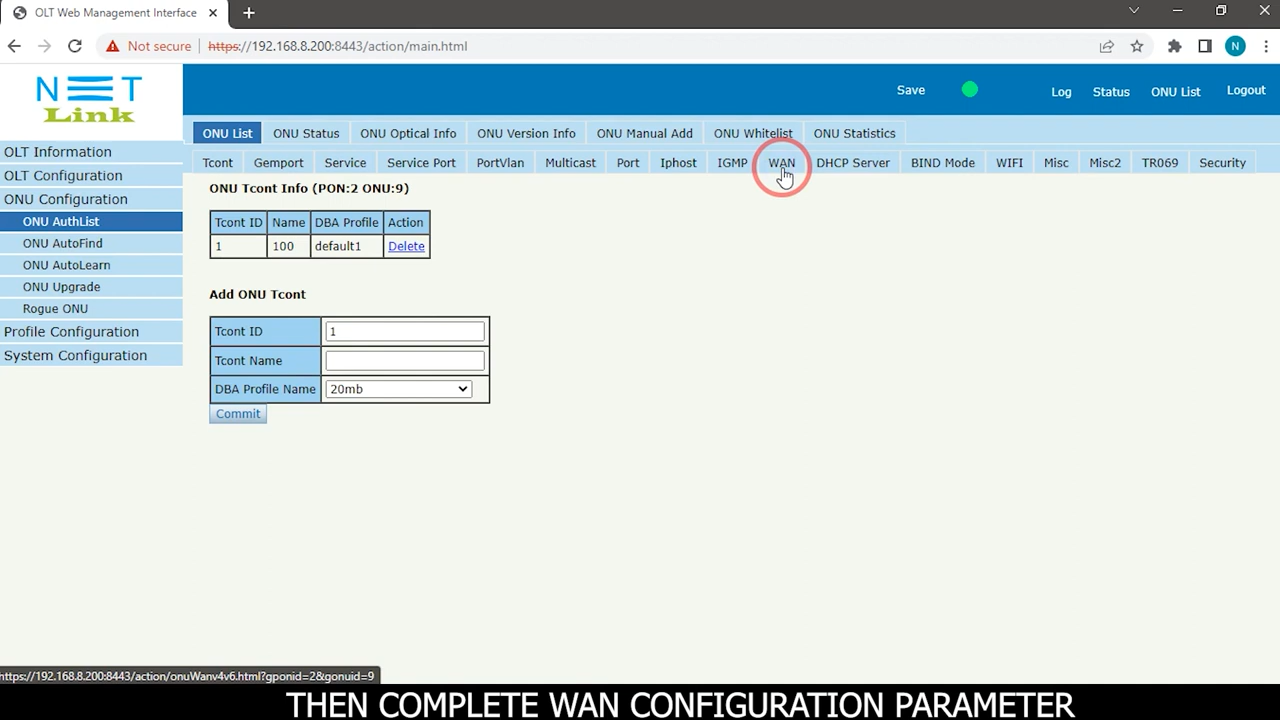 OLT Web Management Interface
Not secure
https://192.168.8.200:8443/action/main.html
N
NET
Link
Save
Log
Status
ONU List
Logout
ONU List
ONU Status
ONU Optical Info
ONU Version Info
ONU Manual Add
ONU Whitelist
ONU Statistics
Tcont
Gemport
Service
Service Port
PortVlan
Multicast
Port
Iphost
IGMP
WAN
DHCP Server
BIND Mode
WIFI
Misc
Misc2
TR069
Security
OLT Information
OLT Configuration
ONU Configuration
ONU AuthList
ONU AutoFind
ONU AutoLearn
ONU Upgrade
Rogue ONU
Profile Configuration
System Configuration
ONU Tcont Info (PON:2 ONU:9)
Tcont ID Name DBA Profile Action
1 100 default1 Delete
Add ONU Tcont
Tcont ID 1
Tcont Name
DBA Profile Name 20mb
Commit
https://192.168.8.200:8443/action/onuWanv4v6.html?gponid=2&gonuid=9
THEN COMPLETE WAN CONFIGURATION PARAMETER